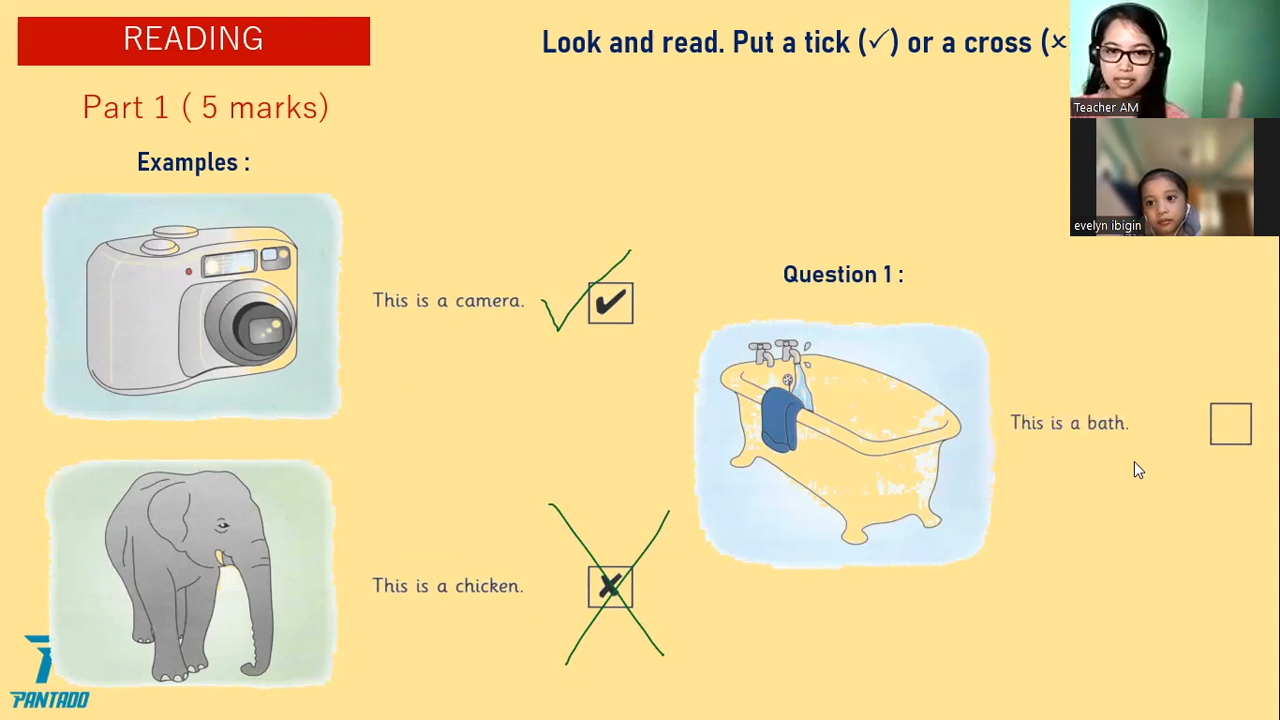 READING
Look and read. Put a tick (✓) or a cross (×
Part 1 ( 5 marks)
Examples :
This is a camera. ✔
This is a chicken. ✘
Question 1 :
This is a bath.
Teacher AM
evelyn ibigin
PANTADO